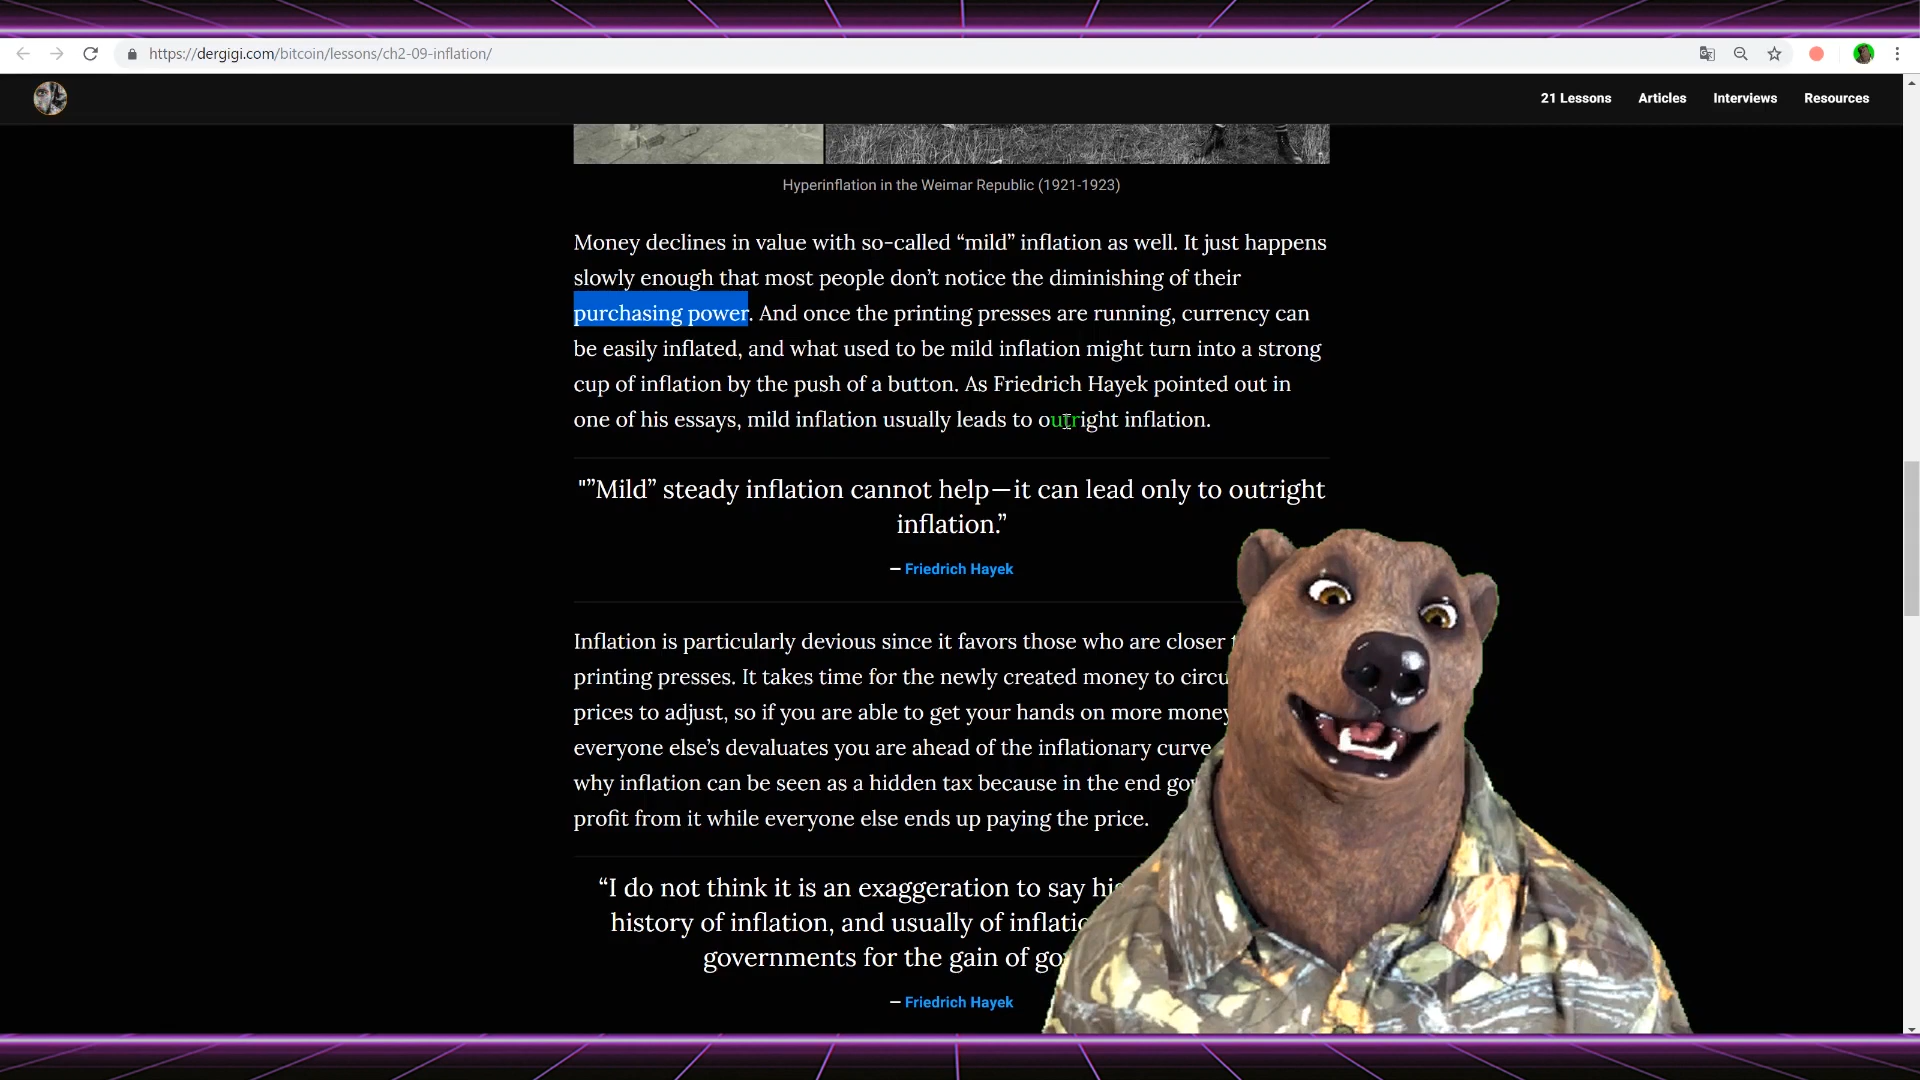 https://dergigi.com/bitcoin/lessons/ch2-09-inflation/
21 Lessons Articles Interviews Resources
Hyperinflation in the Weimar Republic (1921-1923)
Money declines in value with so-called “mild” inflation as well. It just happens
slowly enough that most people don’t notice the diminishing of their
purchasing power. And once the printing presses are running, currency can
be easily inflated, and what used to be mild inflation might turn into a strong
cup of inflation by the push of a button. As Friedrich Hayek pointed out in
one of his essays, mild inflation usually leads to outright inflation.
"”Mild” steady inflation cannot help—it can lead only to outright
inflation.”
— Friedrich Hayek
Inflation is particularly devious since it favors those who are closer
printing presses. It takes time for the newly created money to
prices to adjust, so if you are able to get your hands on more money
everyone else’s devaluates you are ahead of the inflationary curve
why inflation can be seen as a hidden tax because in the end
profit from it while everyone else ends up paying the price.
“I do not think it is an exaggeration to say
history of inflation, and usually of
governments for the gain of
— Friedrich Hayek